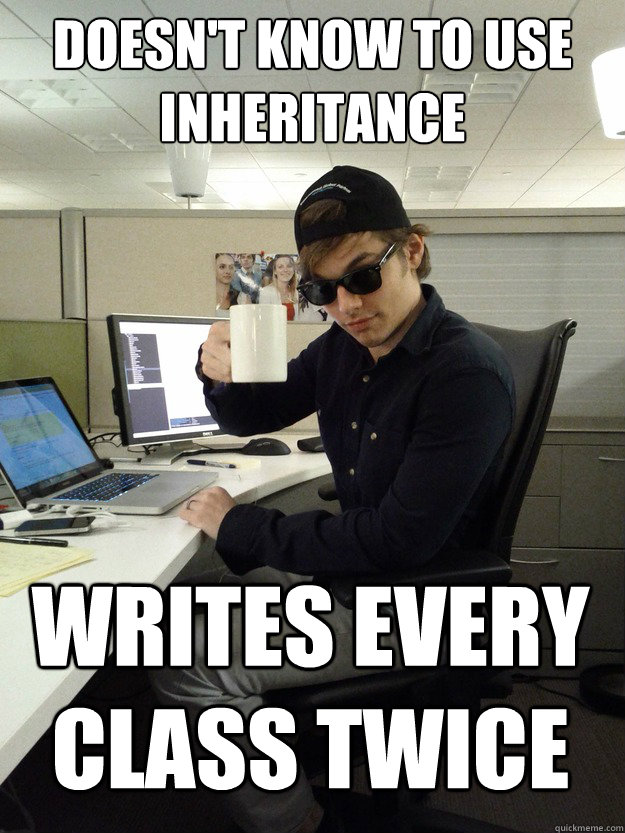 DOESN'T KNOW TO USE
INHERITANCE
WRITES EVERY
CLASS TWICE
quickmeme.com